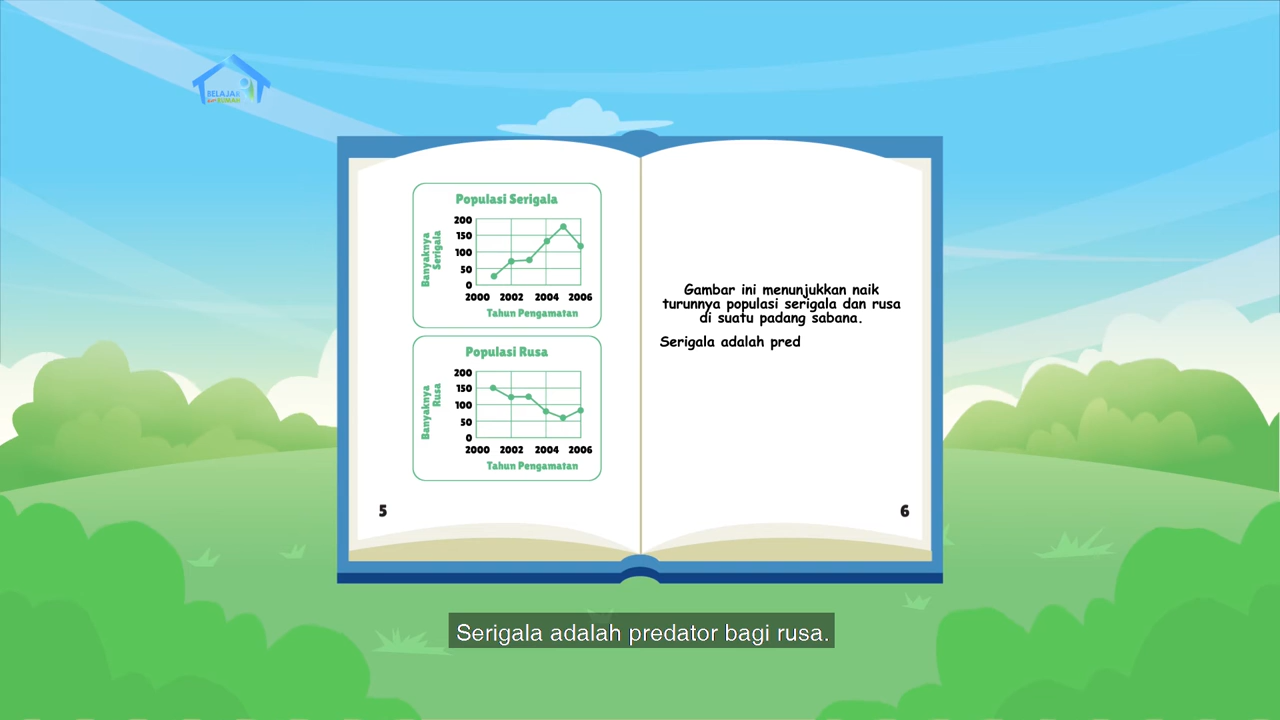 BELAJAR
dari RUMAH
Populasi Serigala
Banyaknya
Serigala
200
150
100
50
0
2000 2002 2004 2006
Tahun Pengamatan
Populasi Rusa
Banyaknya
Rusa
200
150
100
50
0
2000 2002 2004 2006
Tahun Pengamatan
5
Gambar ini menunjukkan naik
turunnya populasi serigala dan rusa
di suatu padang sabana.
Serigala adalah pred
6
Serigala adalah predator bagi rusa.